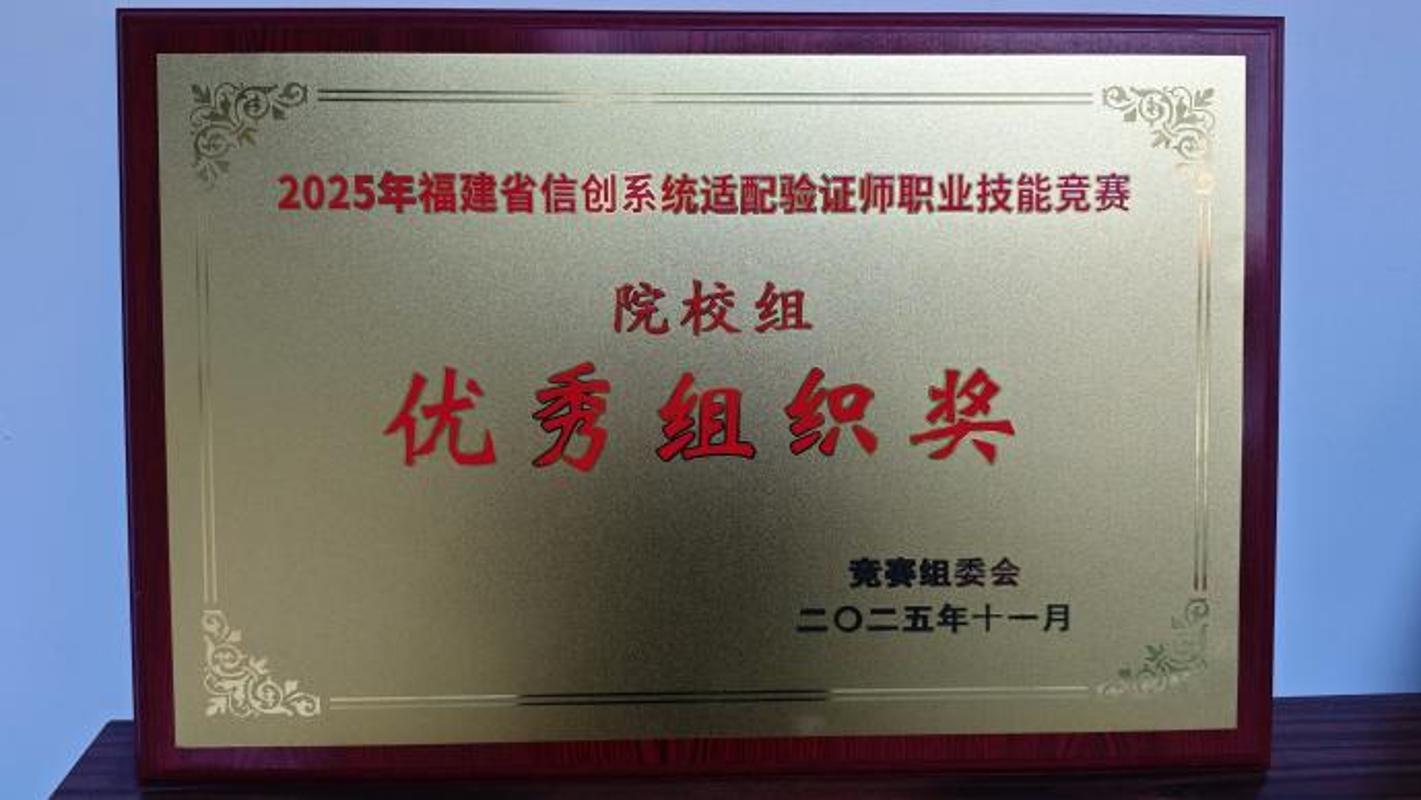 2025年福建省信创系统适配验证师职业技能竞赛
院校组
优秀组织奖
竞赛组委会
二〇二五年十一月